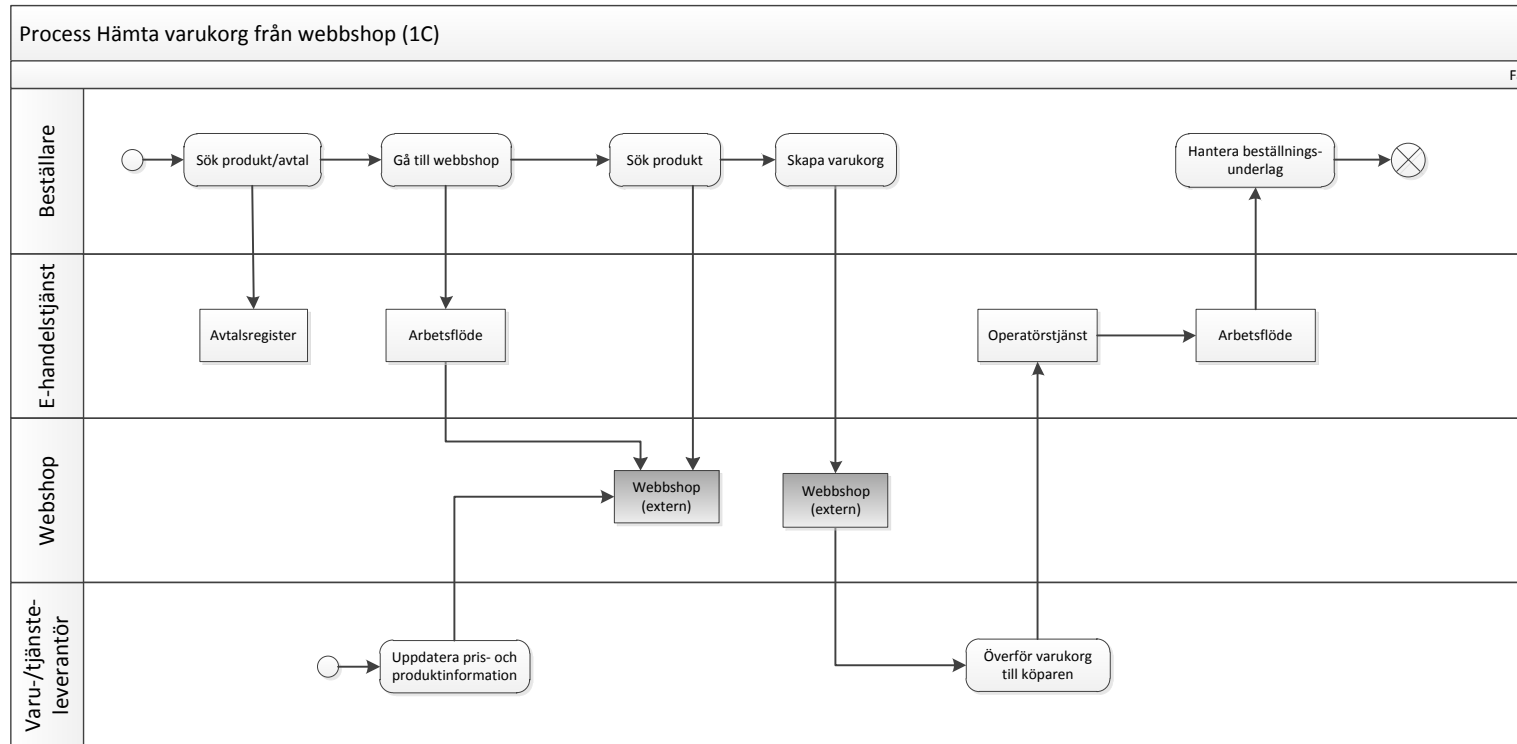 Process Hämta varukorg från webbshop (1C)
F
Beställare
Sök produkt/avtal
Gå till webbshop
Sök produkt
Skapa varukorg
Hantera beställnings-
underlag
E-handelstjänst
Avtalsregister
Arbetsflöde
Operatörstjänst
Arbetsflöde
Webshop
Webbshop
(extern)
Webbshop
(extern)
Varu-/tjänste-
leverantör
Uppdatera pris- och
produktinformation
Överför varukorg
till köparen